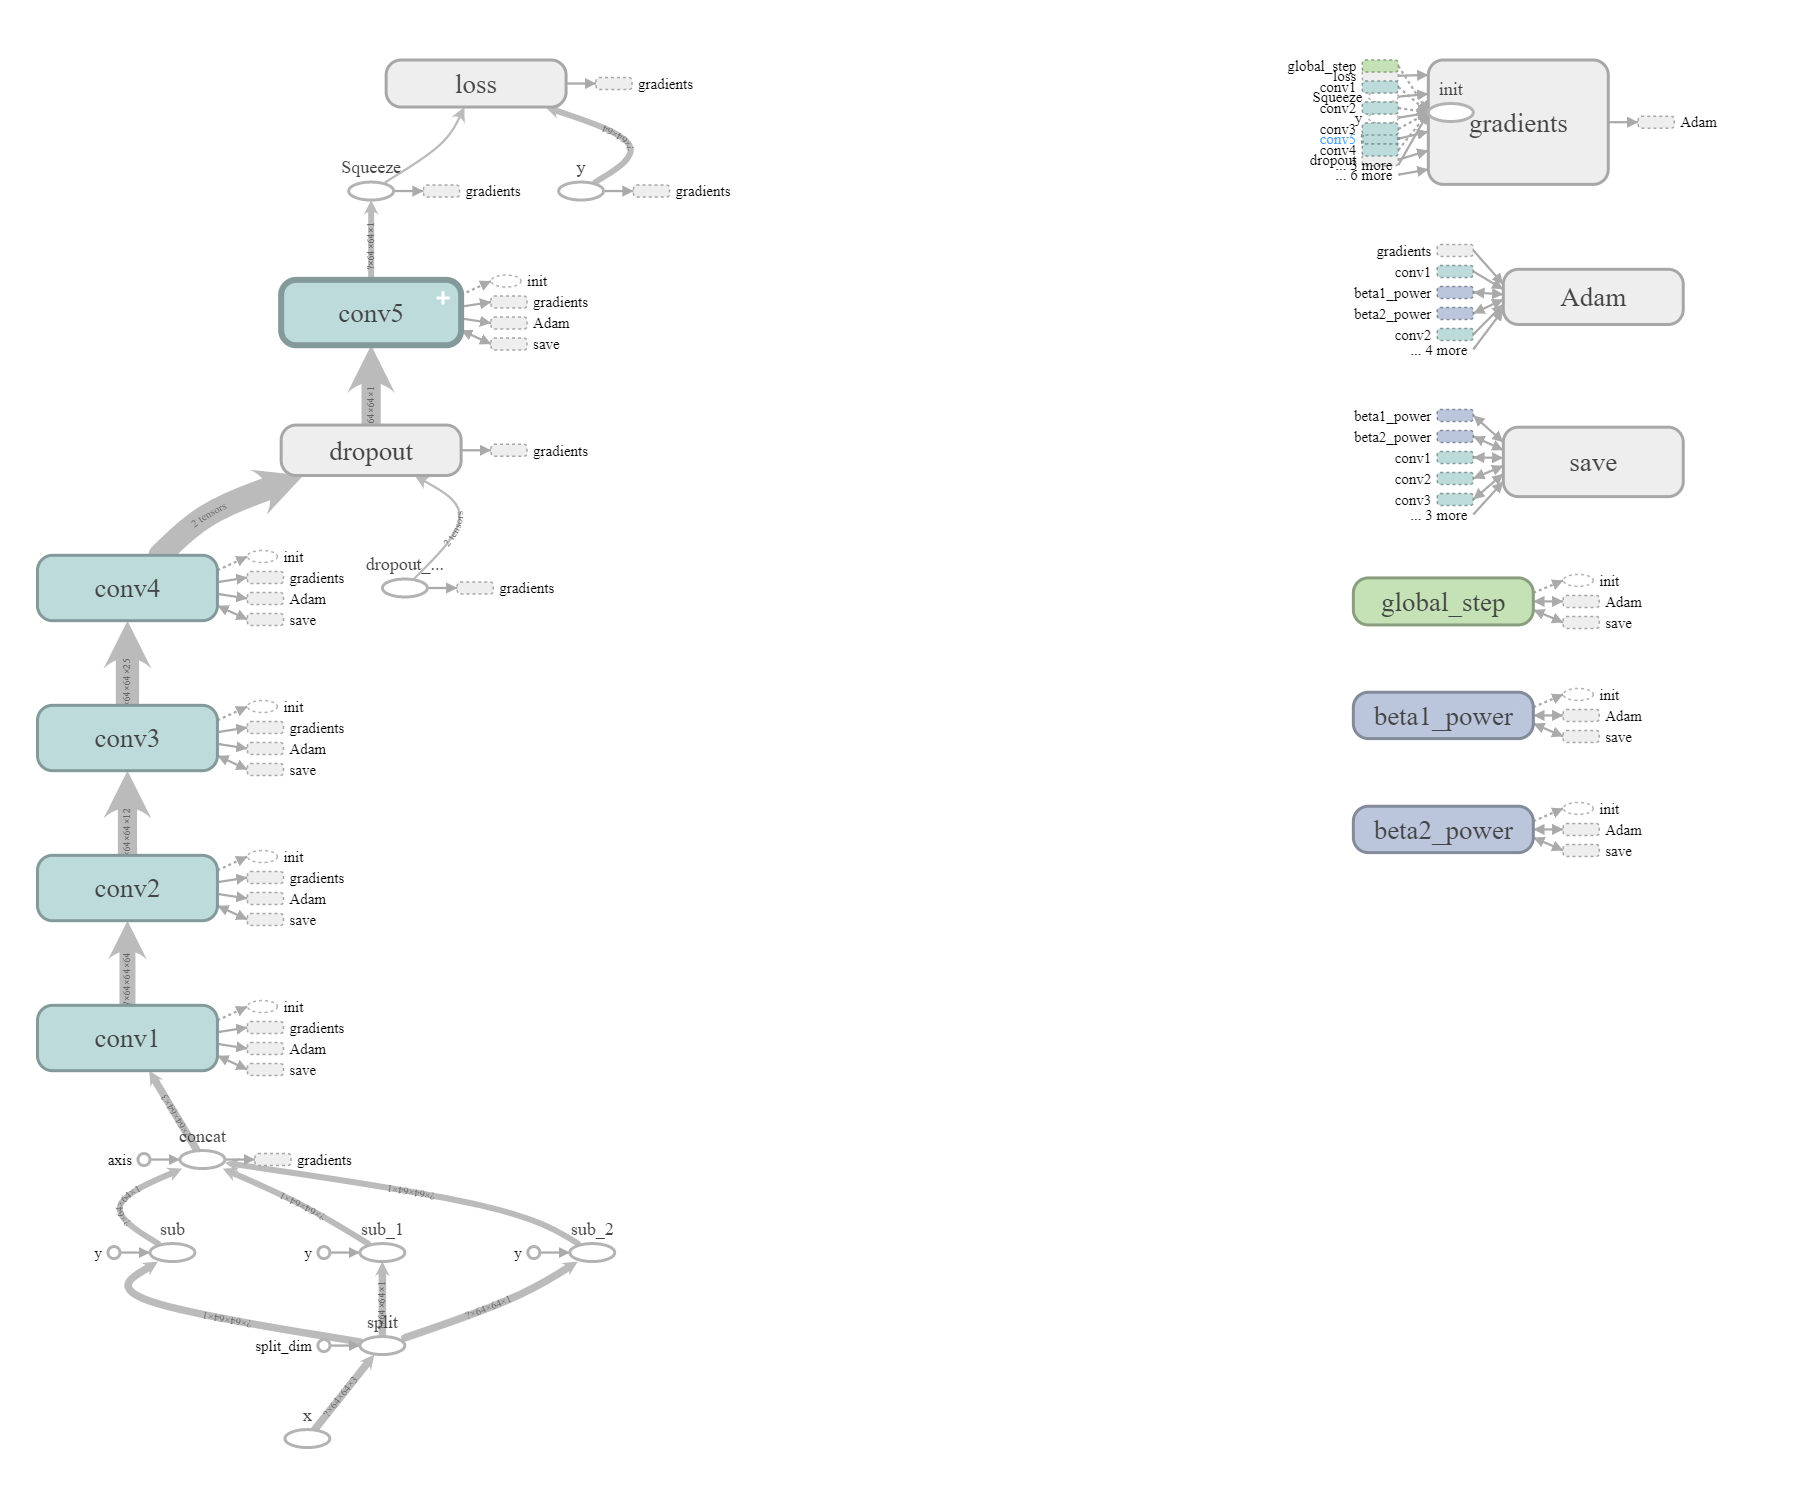 loss
gradients
?×64×64
Squeeze
gradients
y
gradients
?×64×64×1
conv5
init
gradients
Adam
save
64×64×1
dropout
gradients
2 tensors
2 tensors
dropout_...
gradients
conv4
init
gradients
Adam
save
×64×64×25
conv3
init
gradients
Adam
save
64×64×12
conv2
init
gradients
Adam
save
?×64×64×64
conv1
init
gradients
Adam
save
×64×64×3
concat
axis
gradients
?×64×64×1
?×64×64×1
?×64×64×1
sub
y
sub_1
y
sub_2
y
?×64×64×1
64×64×1
?×64×64×1
split
split_dim
?×64×64×3
x
global_step
loss
conv1
Squeeze
conv2
y
conv3
conv5
conv4
dropout
... 3 more
... 6 more
init
gradients
Adam
gradients
conv1
beta1_power
beta2_power
conv2
... 4 more
Adam
beta1_power
beta2_power
conv1
conv2
conv3
... 3 more
save
global_step
init
Adam
save
beta1_power
init
Adam
save
beta2_power
init
Adam
save